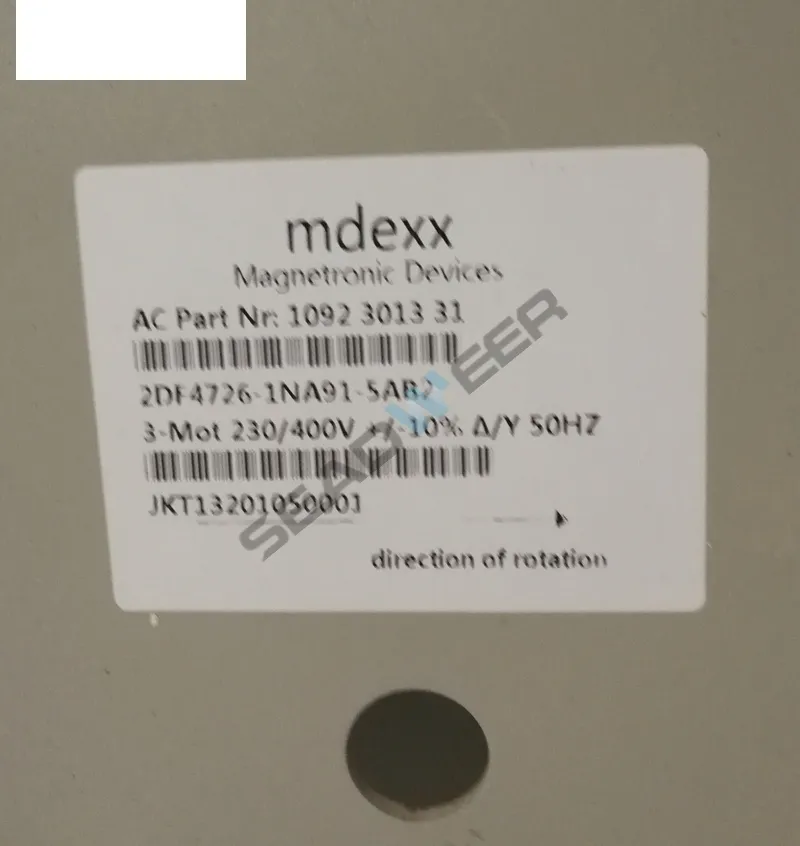 mdexx
Magnetronic Devices
AC Part Nr: 1092 3013 31
2DF4726-1NA91-5AB2
3-Mot 230/400V +/-10% Δ/Y 50HZ
JKT13201050001
direction of rotation
SEADWEER